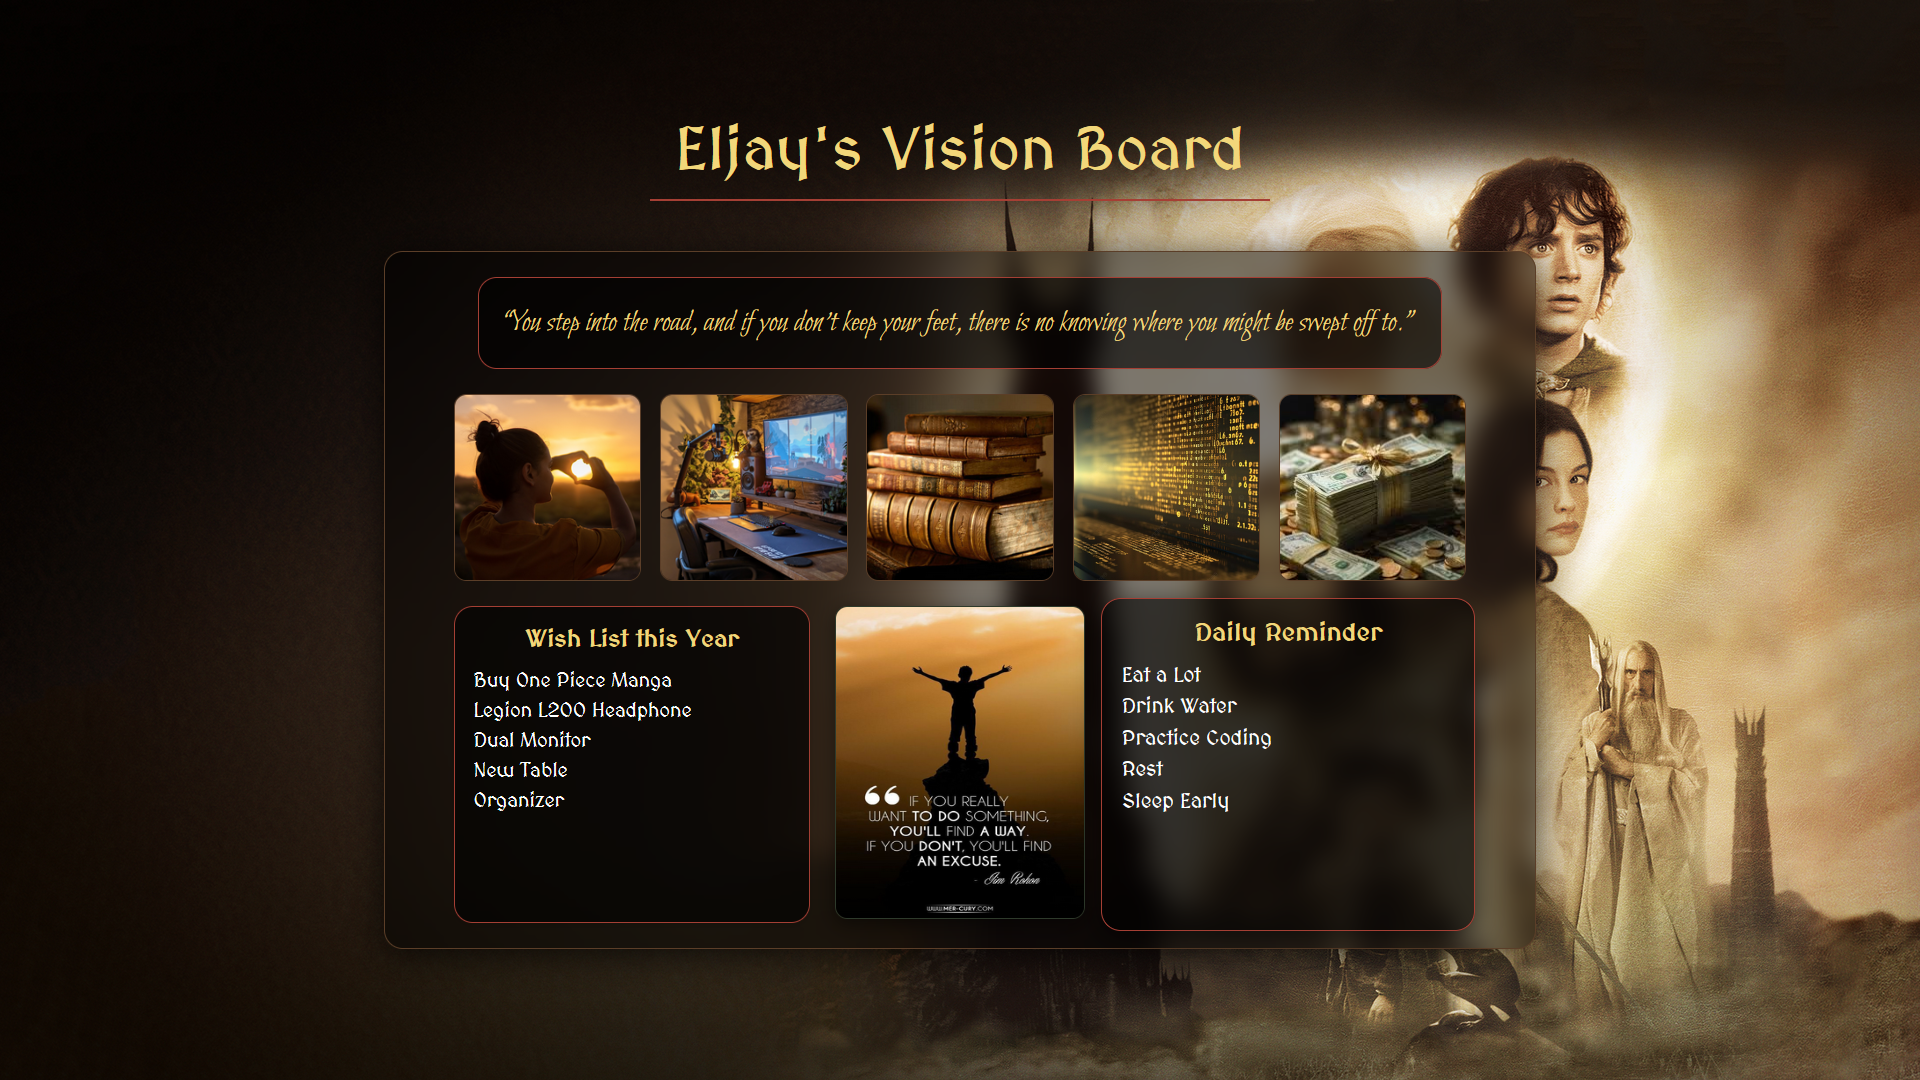 Eljay's Vision Board
“You step into the road, and if you don’t keep your feet, there is no knowing where you might be swept off to.”
Wish List this Year
Buy One Piece Manga
Legion L200 Headphone
Dual Monitor
New Table
Organizer
IF YOU REALLY
WANT TO DO SOMETHING,
YOU'LL FIND A WAY.
IF YOU DON'T, YOU'LL FIND
AN EXCUSE.
- Jim Rohon
WWW.MER-CURY.COM
Daily Reminder
Eat a Lot
Drink Water
Practice Coding
Rest
Sleep Early